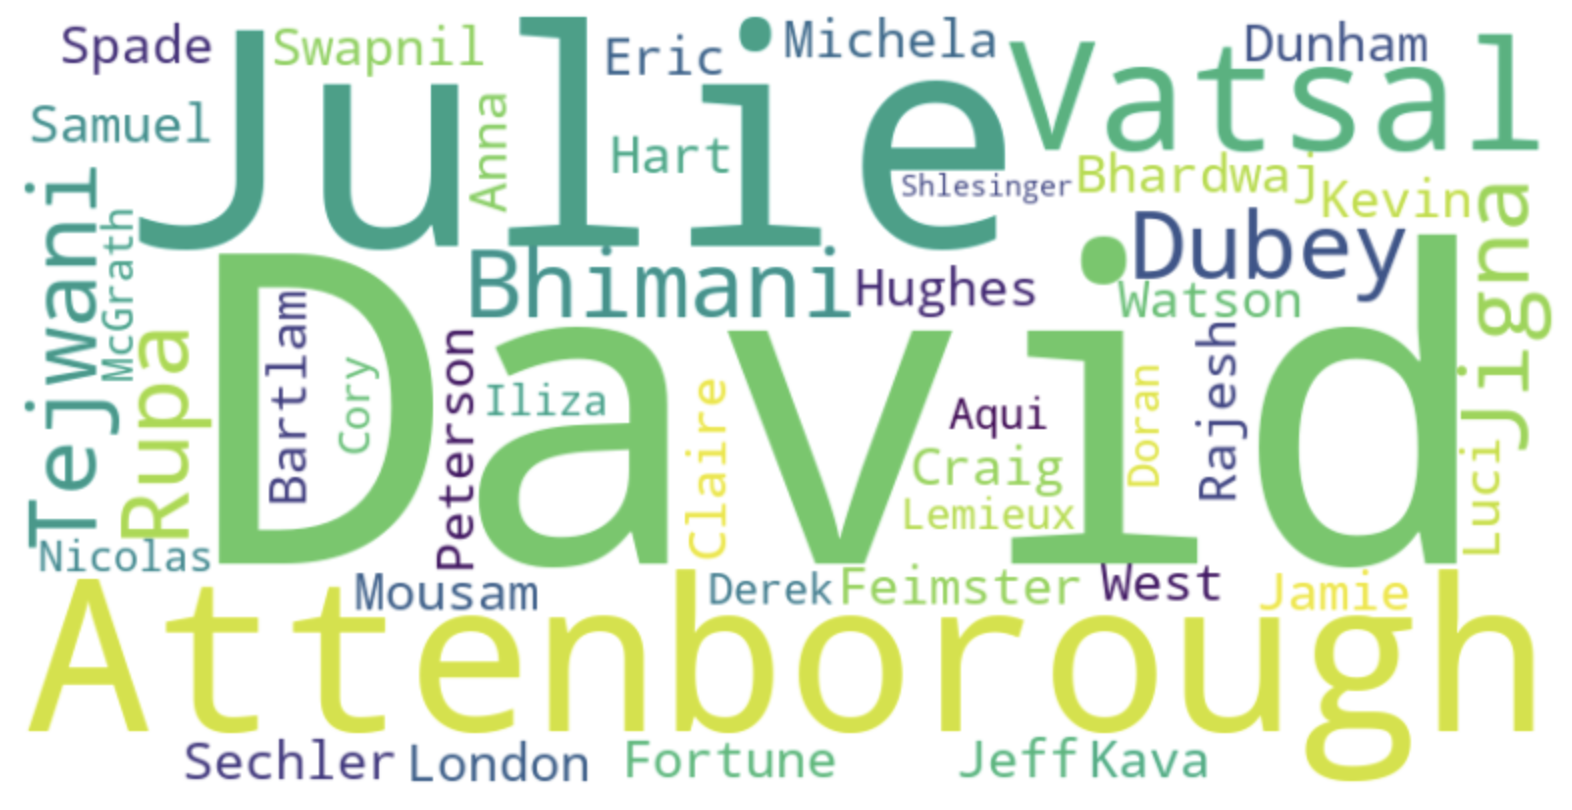 Spade
Swapnil
Julie
Eric
Michela
Vatsal
Dunham
Samuel
Anna
Hart
Shlesinger
Bhardwaj
Kevin
Tejwani
McGrath
Rupa
Bhimani
Hughes
Dubey
Watson
Jigna
David
Bartlam
Cory
Peterson
Iliza
Claire
Aqui
Craig
Lemieux
Doran
Rajesh
Luci
Nicolas
Mousam
Derek
Feimster
West
Jamie
Attenborough
Sechler
London
Fortune
Jeff
Kava